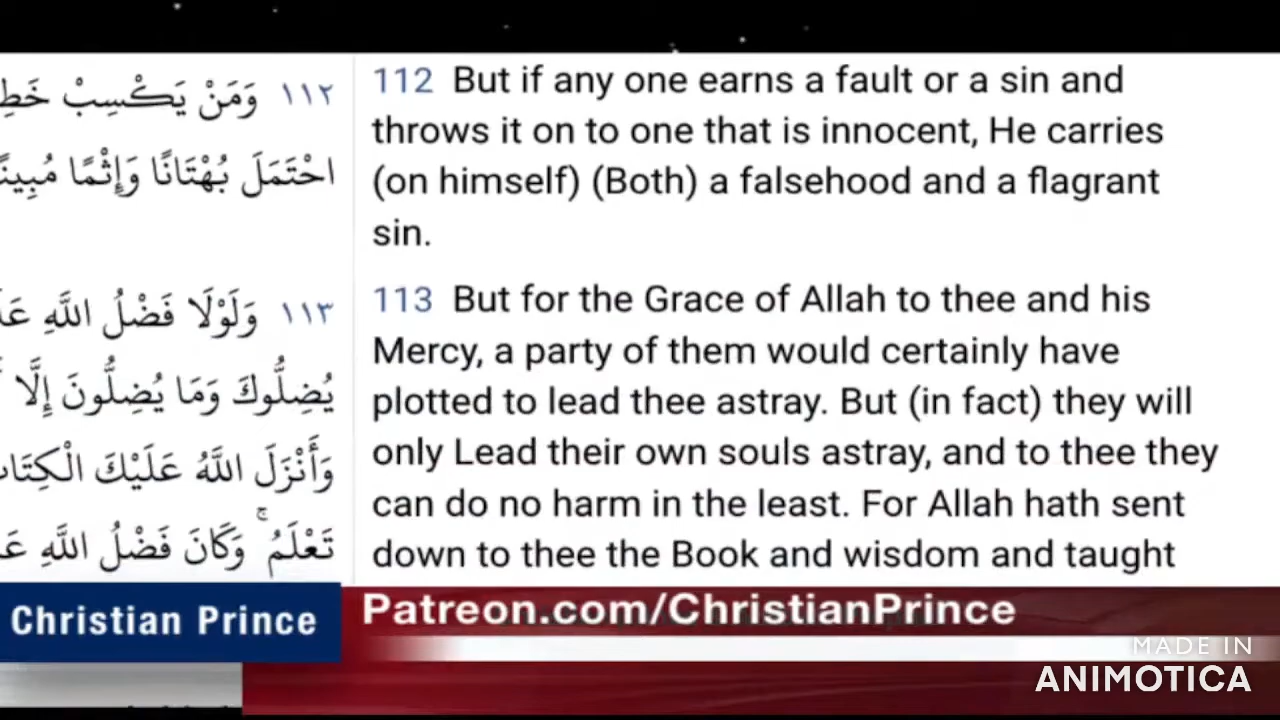 112 But if any one earns a fault or a sin and
throws it on to one that is innocent, He carries
(on himself) (Both) a falsehood and a flagrant
sin.
113 But for the Grace of Allah to thee and his
Mercy, a party of them would certainly have
plotted to lead thee astray. But (in fact) they will
only Lead their own souls astray, and to thee they
can do no harm in the least. For Allah hath sent
down to thee the Book and wisdom and taught
١١٢ وَمَنْ يَكْسِبْ
احْتَمَلَ بُهْتَانًا وَإِثْمًا
١١٣ وَلَوْلَا فَضْلُ اللَّهِ
يُضِلُّوكَ وَمَا يُضِلُّونَ إِلَّا
وَأَنْزَلَ اللَّهُ عَلَيْكَ
تَعْلَمُ ۚ وَكَانَ فَضْلُ اللَّهِ
Christian Prince
Patreon.com/ChristianPrince
MADE IN
ANIMOTICA